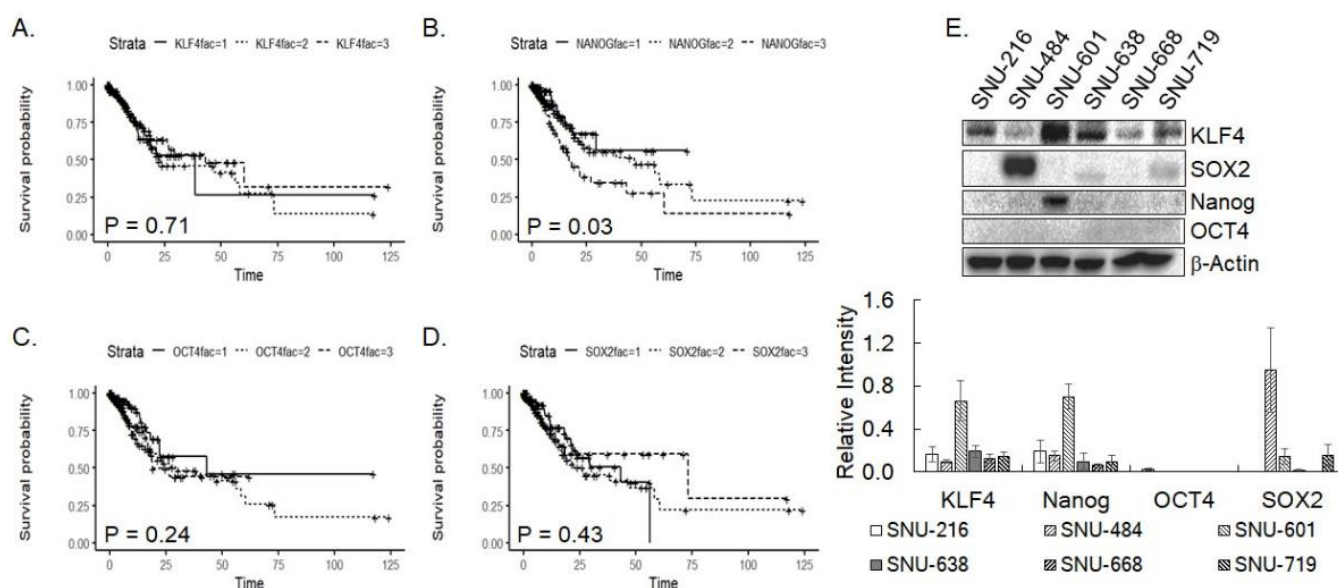 A.
Strata KLF4fac=1 KLF4fac=2 KLF4fac=3
Survival probability
1.00
0.75
0.50
0.25
0.00
P = 0.71
0 25 50 75 100 125
Time
B.
Strata NANOGfac=1 NANOGfac=2 NANOGfac=3
Survival probability
1.00
0.75
0.50
0.25
0.00
P = 0.03
0 25 50 75 100 125
Time
C.
Strata OCT4fac=1 OCT4fac=2 OCT4fac=3
Survival probability
1.00
0.75
0.50
0.25
0.00
P = 0.24
0 25 50 75 100 125
Time
D.
Strata SOX2fac=1 SOX2fac=2 SOX2fac=3
Survival probability
1.00
0.75
0.50
0.25
0.00
P = 0.43
0 25 50 75 100 125
Time
E.
SNU-216
SNU-484
SNU-601
SNU-638
SNU-668
SNU-719
KLF4
SOX2
Nanog
OCT4
β-Actin
Relative Intensity
1.6
1.2
0.8
0.4
0.0
KLF4 Nanog OCT4 SOX2
SNU-216 SNU-484 SNU-601
SNU-638 SNU-668 SNU-719